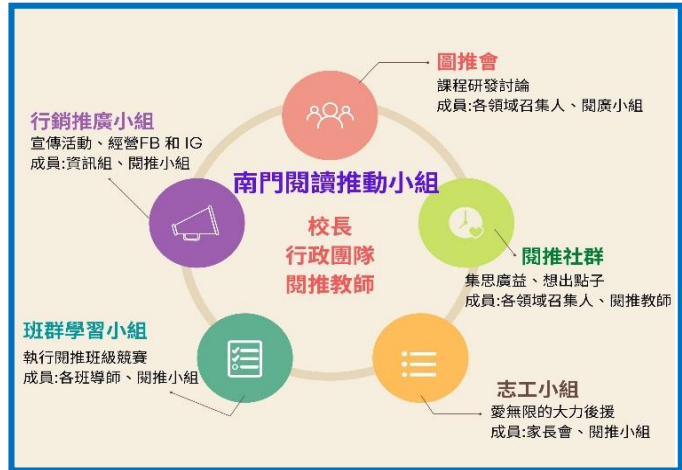 圖推會
課程研發討論
成員:各領域召集人、閱廣小組
行銷推廣小組
宣傳活動、經營FB 和 IG
成員:資訊組、閱推小組
南門閱讀推動小組
校長
行政團隊
閱推教師
閱推社群
集思廣益、想出點子
成員:各領域召集人、閱推教師
班群學習小組
執行閱推班級競賽
成員:各班導師、閱推小組
志工小組
愛無限的大力後援
成員:家長會、閱推小組